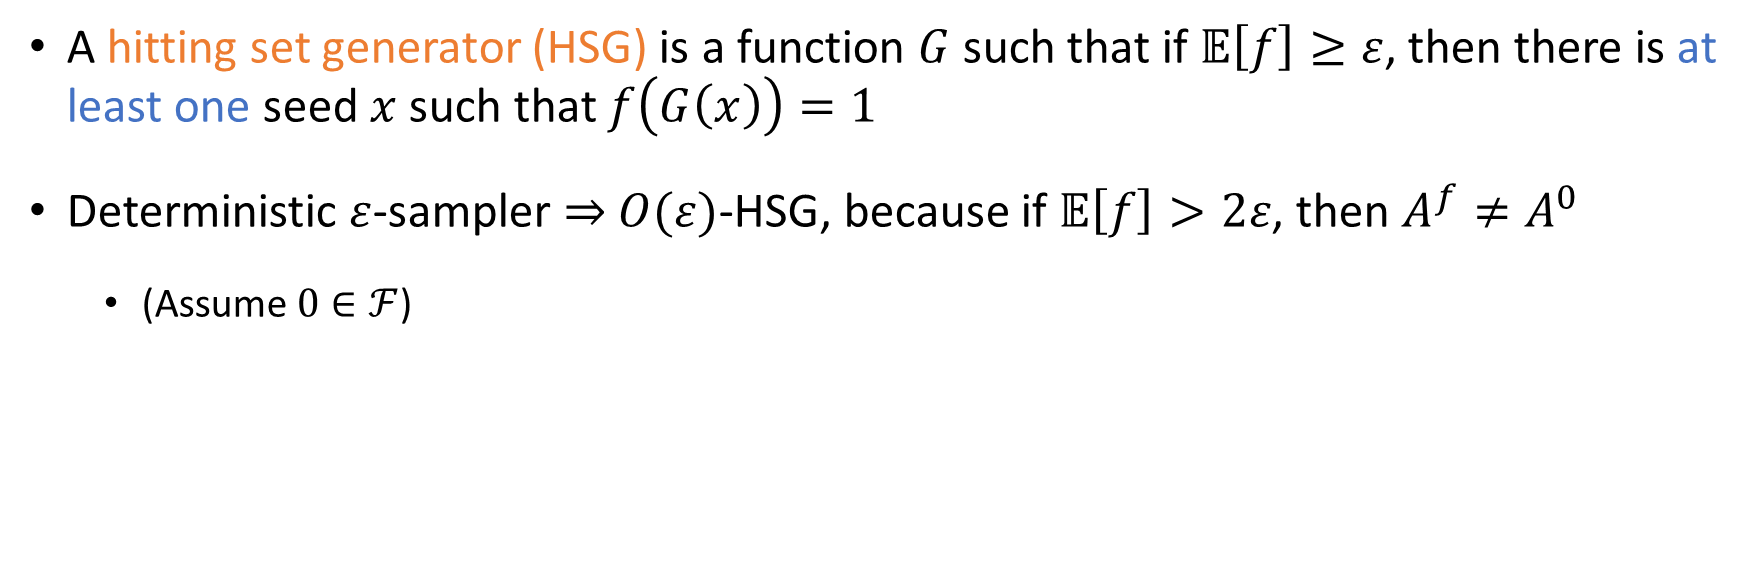 • A hitting set generator (HSG) is a function 𝐺 such that if 𝔼[𝑓] ≥ 𝜀, then there is at
least one seed 𝑥 such that 𝑓(𝐺(𝑥)) = 1
• Deterministic 𝜀-sampler ⇒ 𝑂(𝜀)-HSG, because if 𝔼[𝑓] > 2𝜀, then 𝐴^𝑓 ≠ 𝐴^0
• (Assume 0 ∈ ℱ)